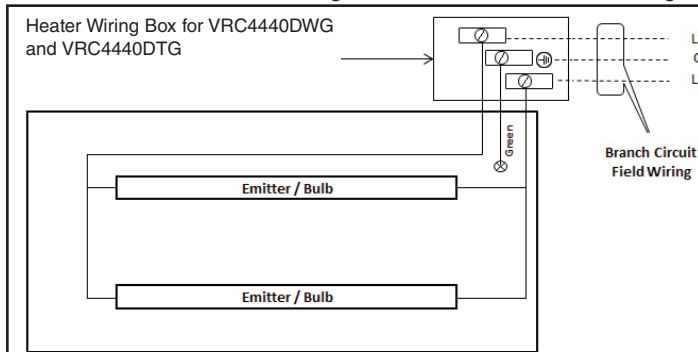 Heater Wiring Box for VRC4440DWG
and VRC4440DTG
L
L
Green
Branch Circuit
Field Wiring
Emitter / Bulb
Emitter / Bulb